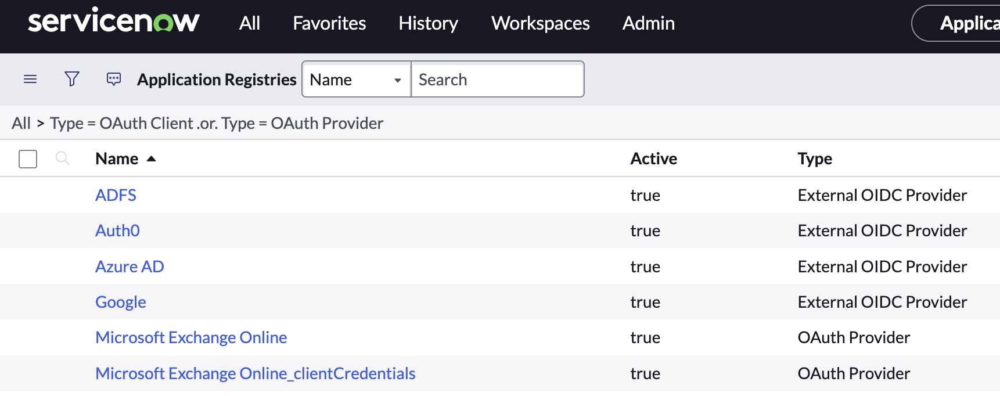 servicenow All Favorites History Workspaces Admin
Application Registries Name Search
All > Type = OAuth Client .or. Type = OAuth Provider
Name Active Type
ADFS true External OIDC Provider
Auth0 true External OIDC Provider
Azure AD true External OIDC Provider
Google true External OIDC Provider
Microsoft Exchange Online true OAuth Provider
Microsoft Exchange Online_clientCredentials true OAuth Provider